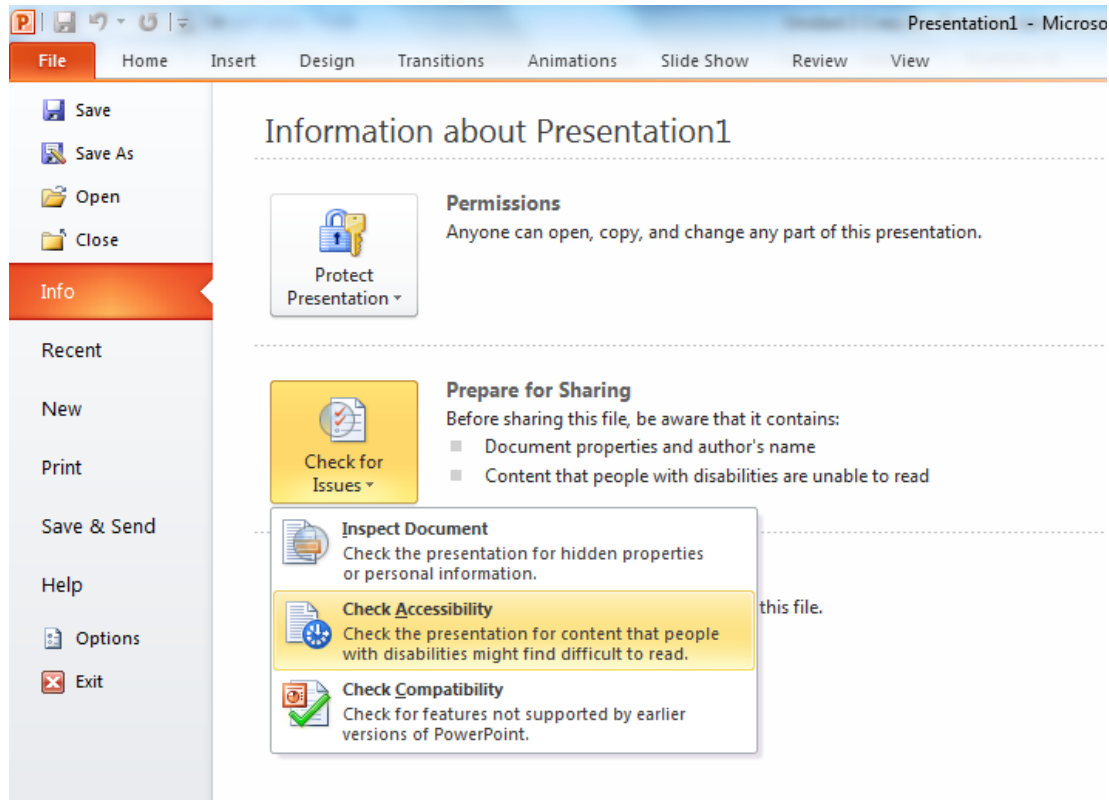 Presentation1 - Microso
File Home Insert Design Transitions Animations Slide Show Review View
Save
Save As
Open
Close
Info
Recent
New
Print
Save & Send
Help
Options
Exit
Information about Presentation1
Protect
Presentation
Permissions
Anyone can open, copy, and change any part of this presentation.
Check for
Issues
Prepare for Sharing
Before sharing this file, be aware that it contains:
Document properties and author's name
Content that people with disabilities are unable to read
Inspect Document
Check the presentation for hidden properties
or personal information.
Check Accessibility
Check the presentation for content that people
with disabilities might find difficult to read.
Check Compatibility
Check for features not supported by earlier
versions of PowerPoint.
this file.